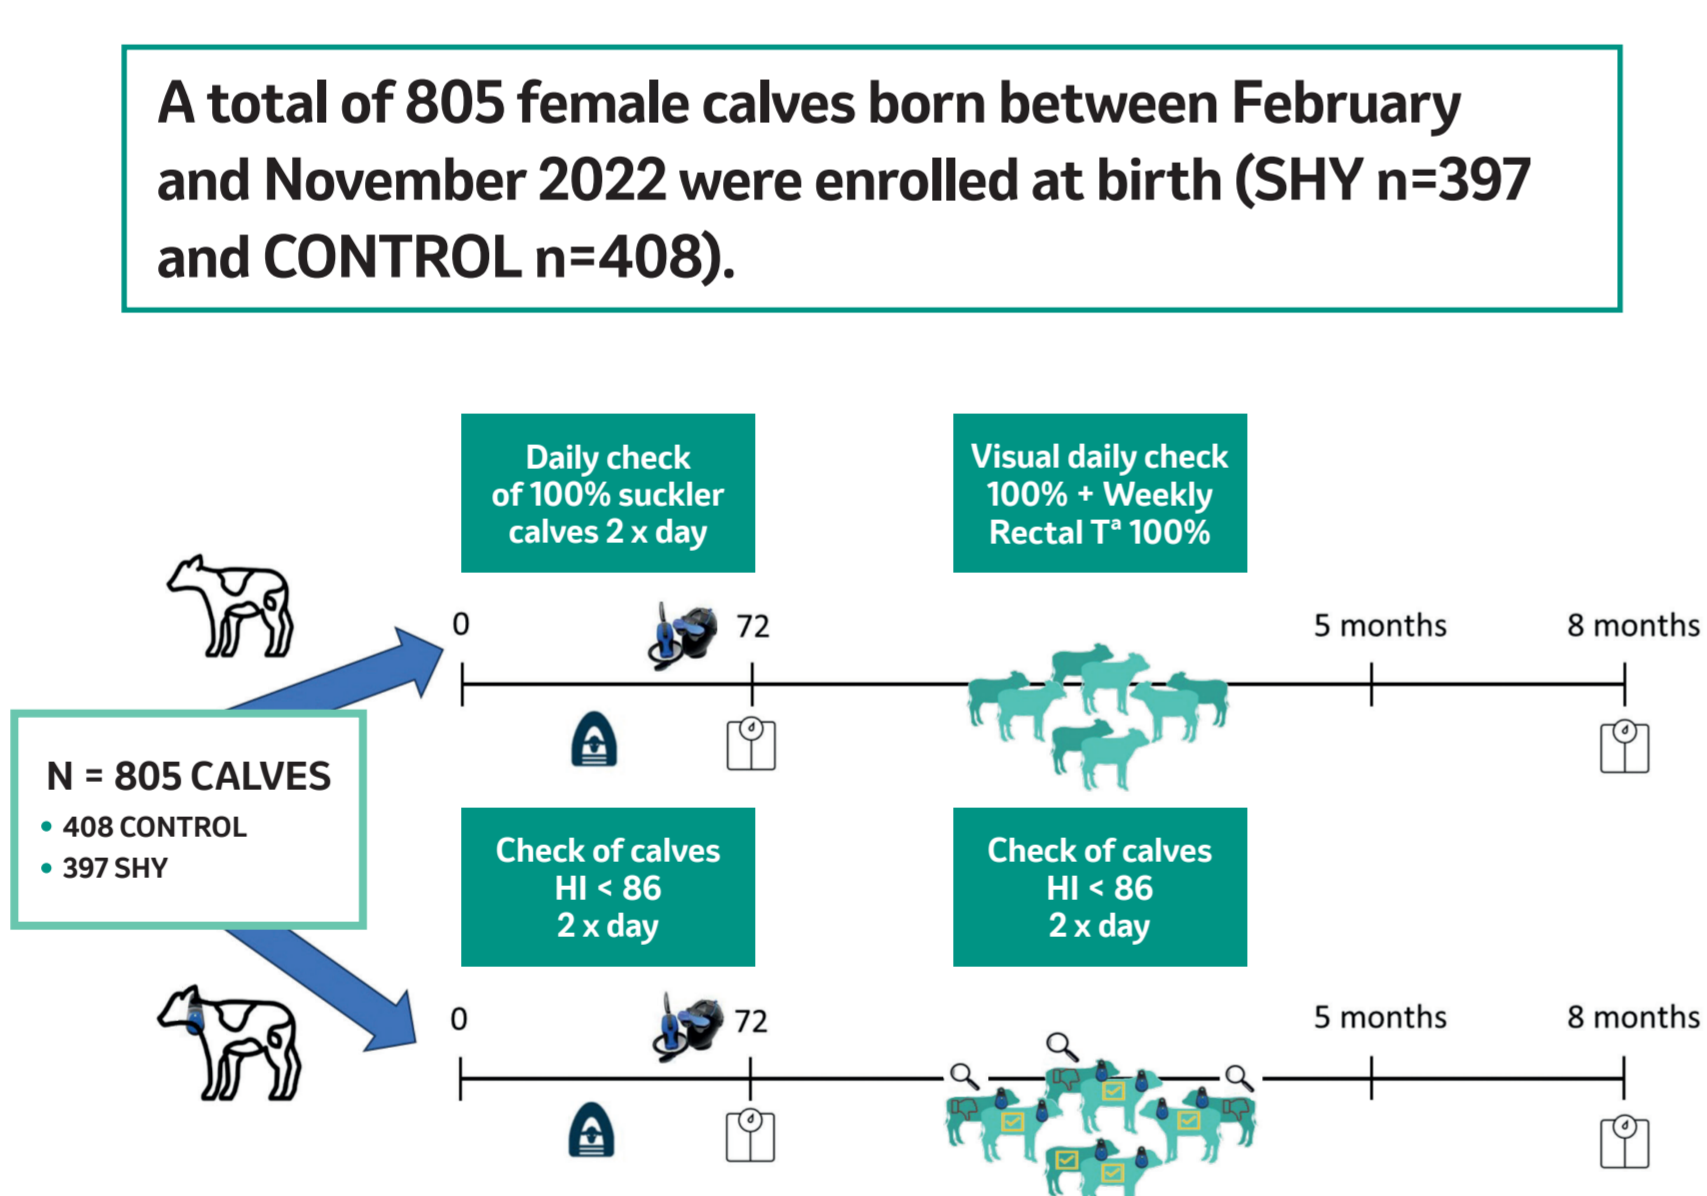 A total of 805 female calves born between February
and November 2022 were enrolled at birth (SHY n=397
and CONTROL n=408).
Daily check
of 100% suckler
calves 2 x day
Visual daily check
100% + Weekly
Rectal Tª 100%
0
72
5 months
8 months
N = 805 CALVES
• 408 CONTROL
• 397 SHY
Check of calves
HI < 86
2 x day
Check of calves
HI < 86
2 x day
0
72
5 months
8 months